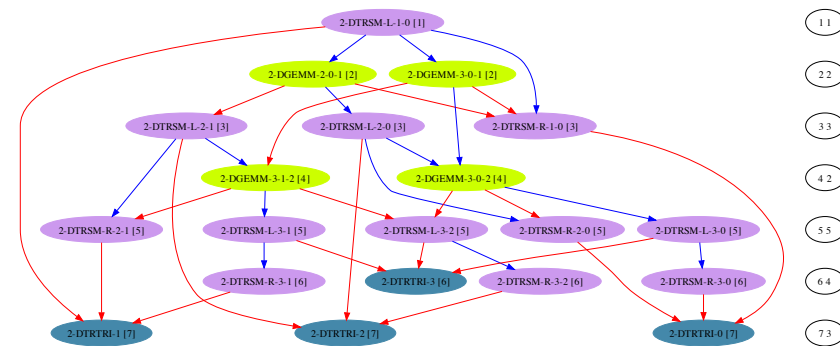 2-DTRSM-L-1-0 [1] 1 1
2-DGEMM-2-0-1 [2] 2-DGEMM-3-0-1 [2] 2 2
2-DTRSM-L-2-1 [3] 2-DTRSM-L-2-0 [3] 2-DTRSM-R-1-0 [3] 3 3
2-DGEMM-3-1-2 [4] 2-DGEMM-3-0-2 [4] 4 2
2-DTRSM-R-2-1 [5] 2-DTRSM-L-3-1 [5] 2-DTRSM-L-3-2 [5] 2-DTRSM-R-2-0 [5] 2-DTRSM-L-3-0 [5] 5 5
2-DTRSM-R-3-1 [6] 2-DTRTRI-3 [6] 2-DTRSM-R-3-2 [6] 2-DTRSM-R-3-0 [6] 6 4
2-DTRTRI-1 [7] 2-DTRTRI-2 [7] 2-DTRTRI-0 [7] 7 3